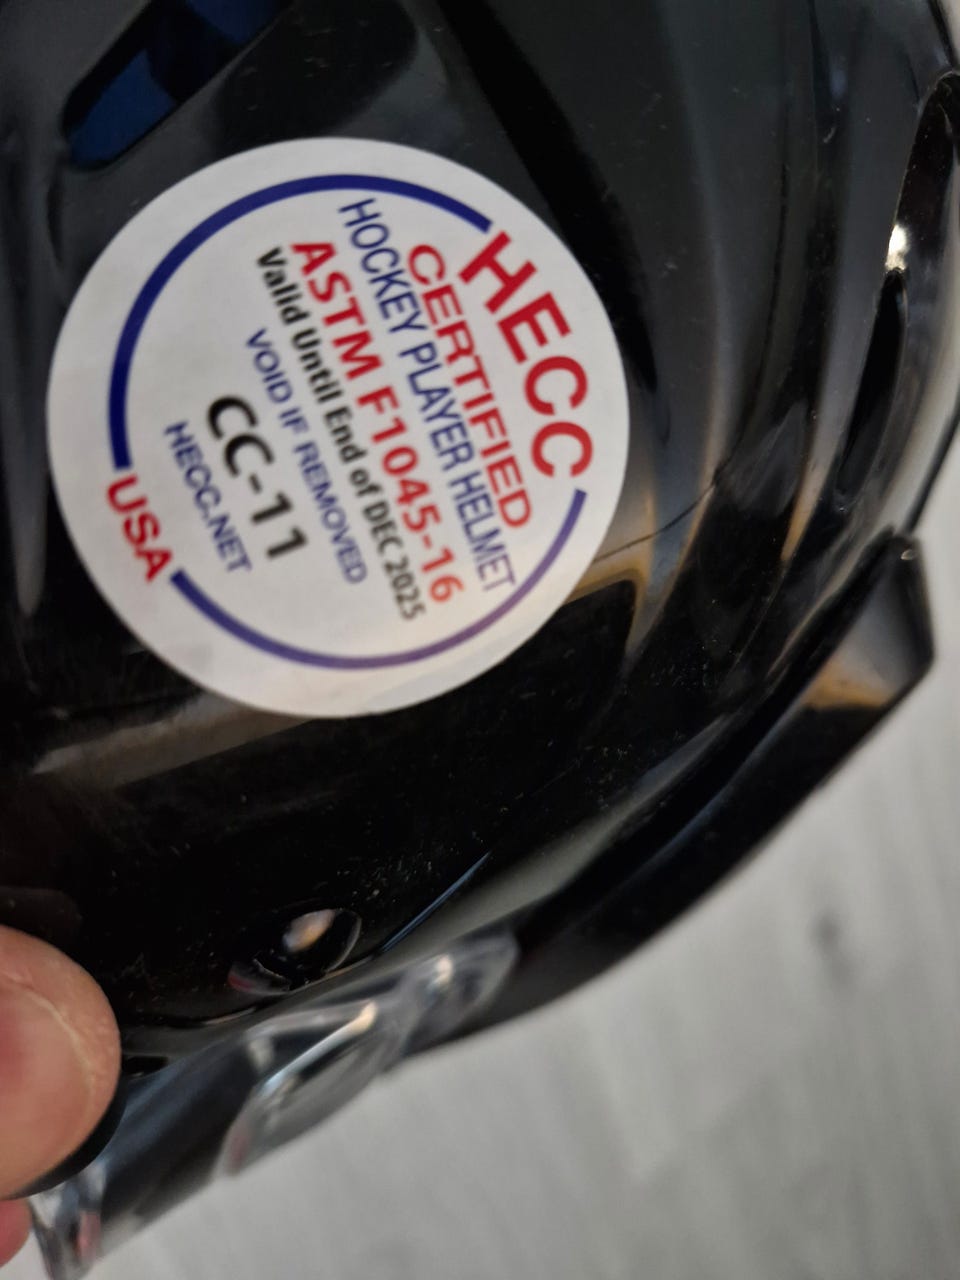 HECC
CERTIFIED
HOCKEY PLAYER HELMET
ASTM F1045-16
Valid Until End of DEC 2025
VOID IF REMOVED
CC-11
HECC.NET
USA